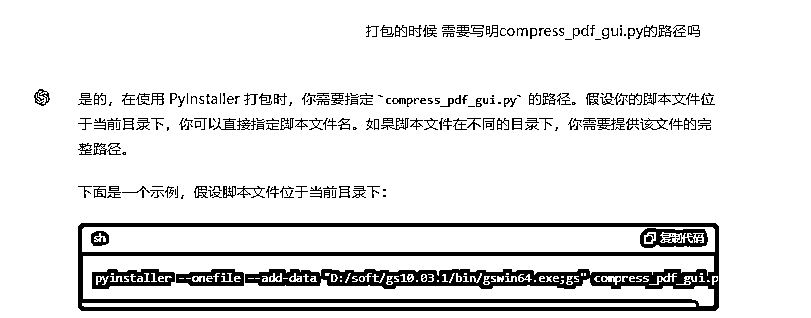 打包的时候 需要写明compress_pdf_gui.py的路径吗
是的，在使用 PyInstaller 打包时，你需要指定 `compress_pdf_gui.py` 的路径。假设你的脚本文件位
于当前目录下，你可以直接指定脚本文件名。如果脚本文件在不同的目录下，你需要提供该文件的完
整路径。
下面是一个示例，假设脚本文件位于当前目录下：
sh
复制代码
pyinstaller --onefile --add-data "D:/soft/gs10.03.1/bin/gswin64.exe;gs" compress_pdf_gui.p